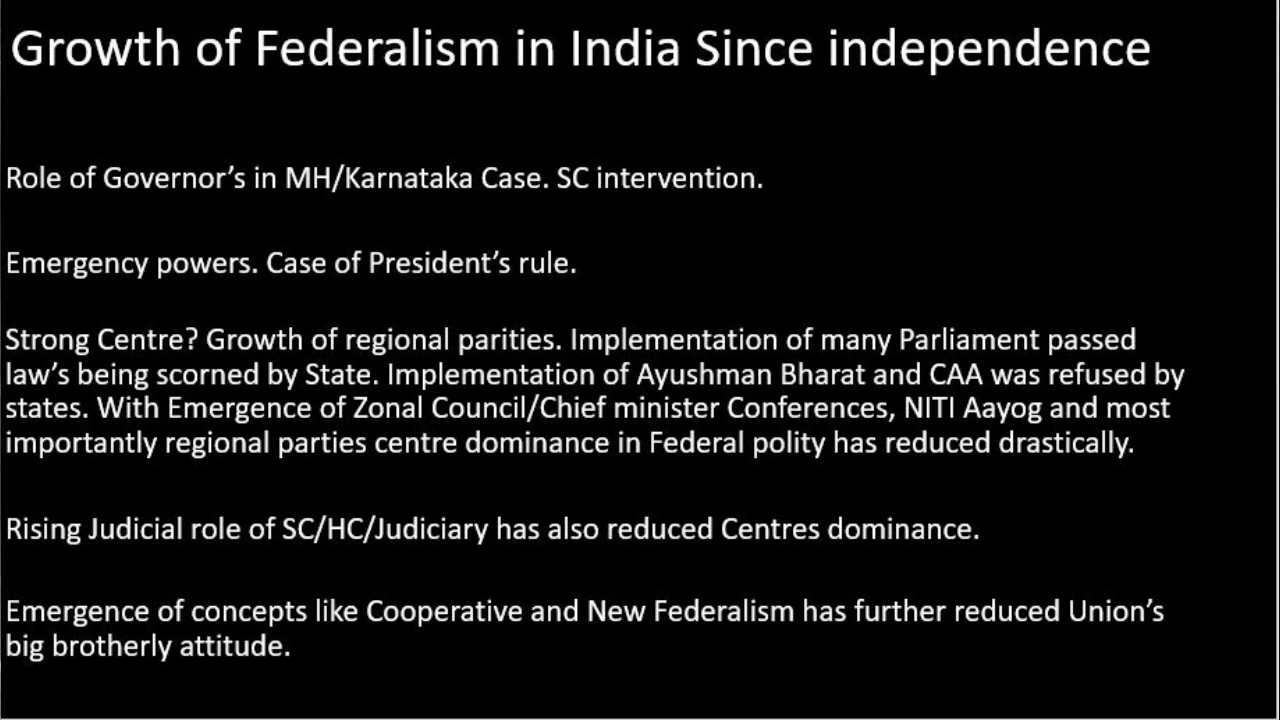 Growth of Federalism in India Since independence
Role of Governor’s in MH/Karnataka Case. SC intervention.
Emergency powers. Case of President’s rule.
Strong Centre? Growth of regional parities. Implementation of many Parliament passed
law’s being scorned by State. Implementation of Ayushman Bharat and CAA was refused by
states. With Emergence of Zonal Council/Chief minister Conferences, NITI Aayog and most
importantly regional parties centre dominance in Federal polity has reduced drastically.
Rising Judicial role of SC/HC/Judiciary has also reduced Centres dominance.
Emergence of concepts like Cooperative and New Federalism has further reduced Union’s
big brotherly attitude.